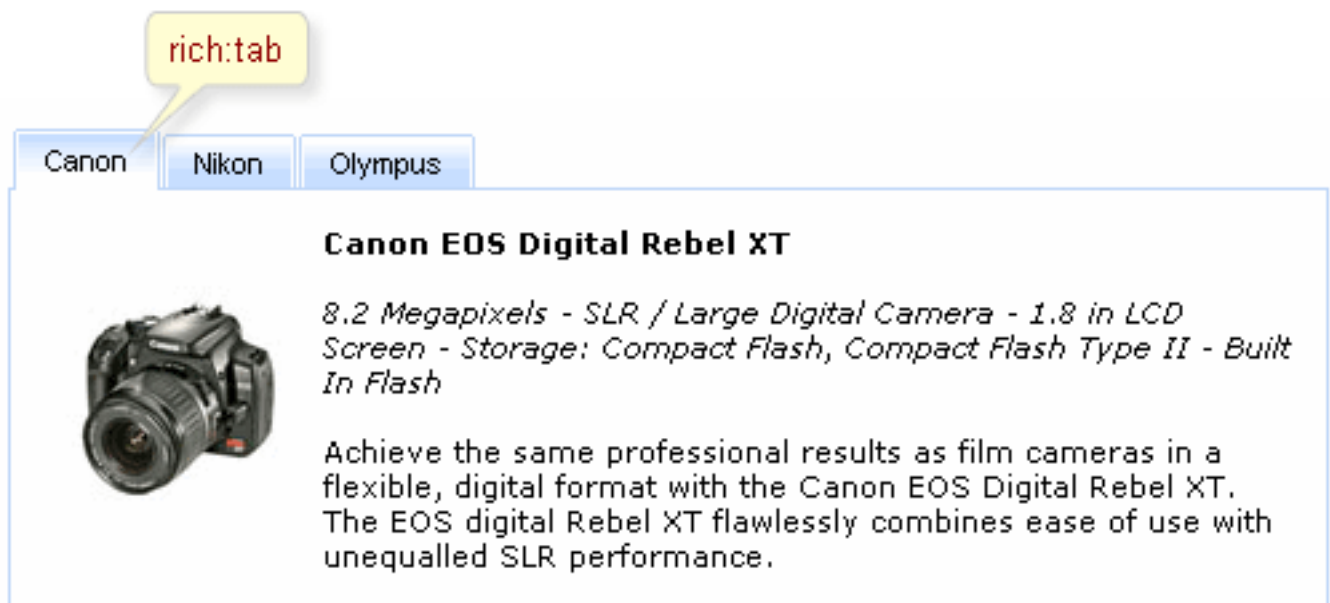 rich:tab
Canon Nikon Olympus
Canon EOS Digital Rebel XT
8.2 Megapixels - SLR / Large Digital Camera - 1.8 in LCD
Screen - Storage: Compact Flash, Compact Flash Type II - Built
In Flash
Achieve the same professional results as film cameras in a
flexible, digital format with the Canon EOS Digital Rebel XT.
The EOS digital Rebel XT flawlessly combines ease of use with
unequalled SLR performance.